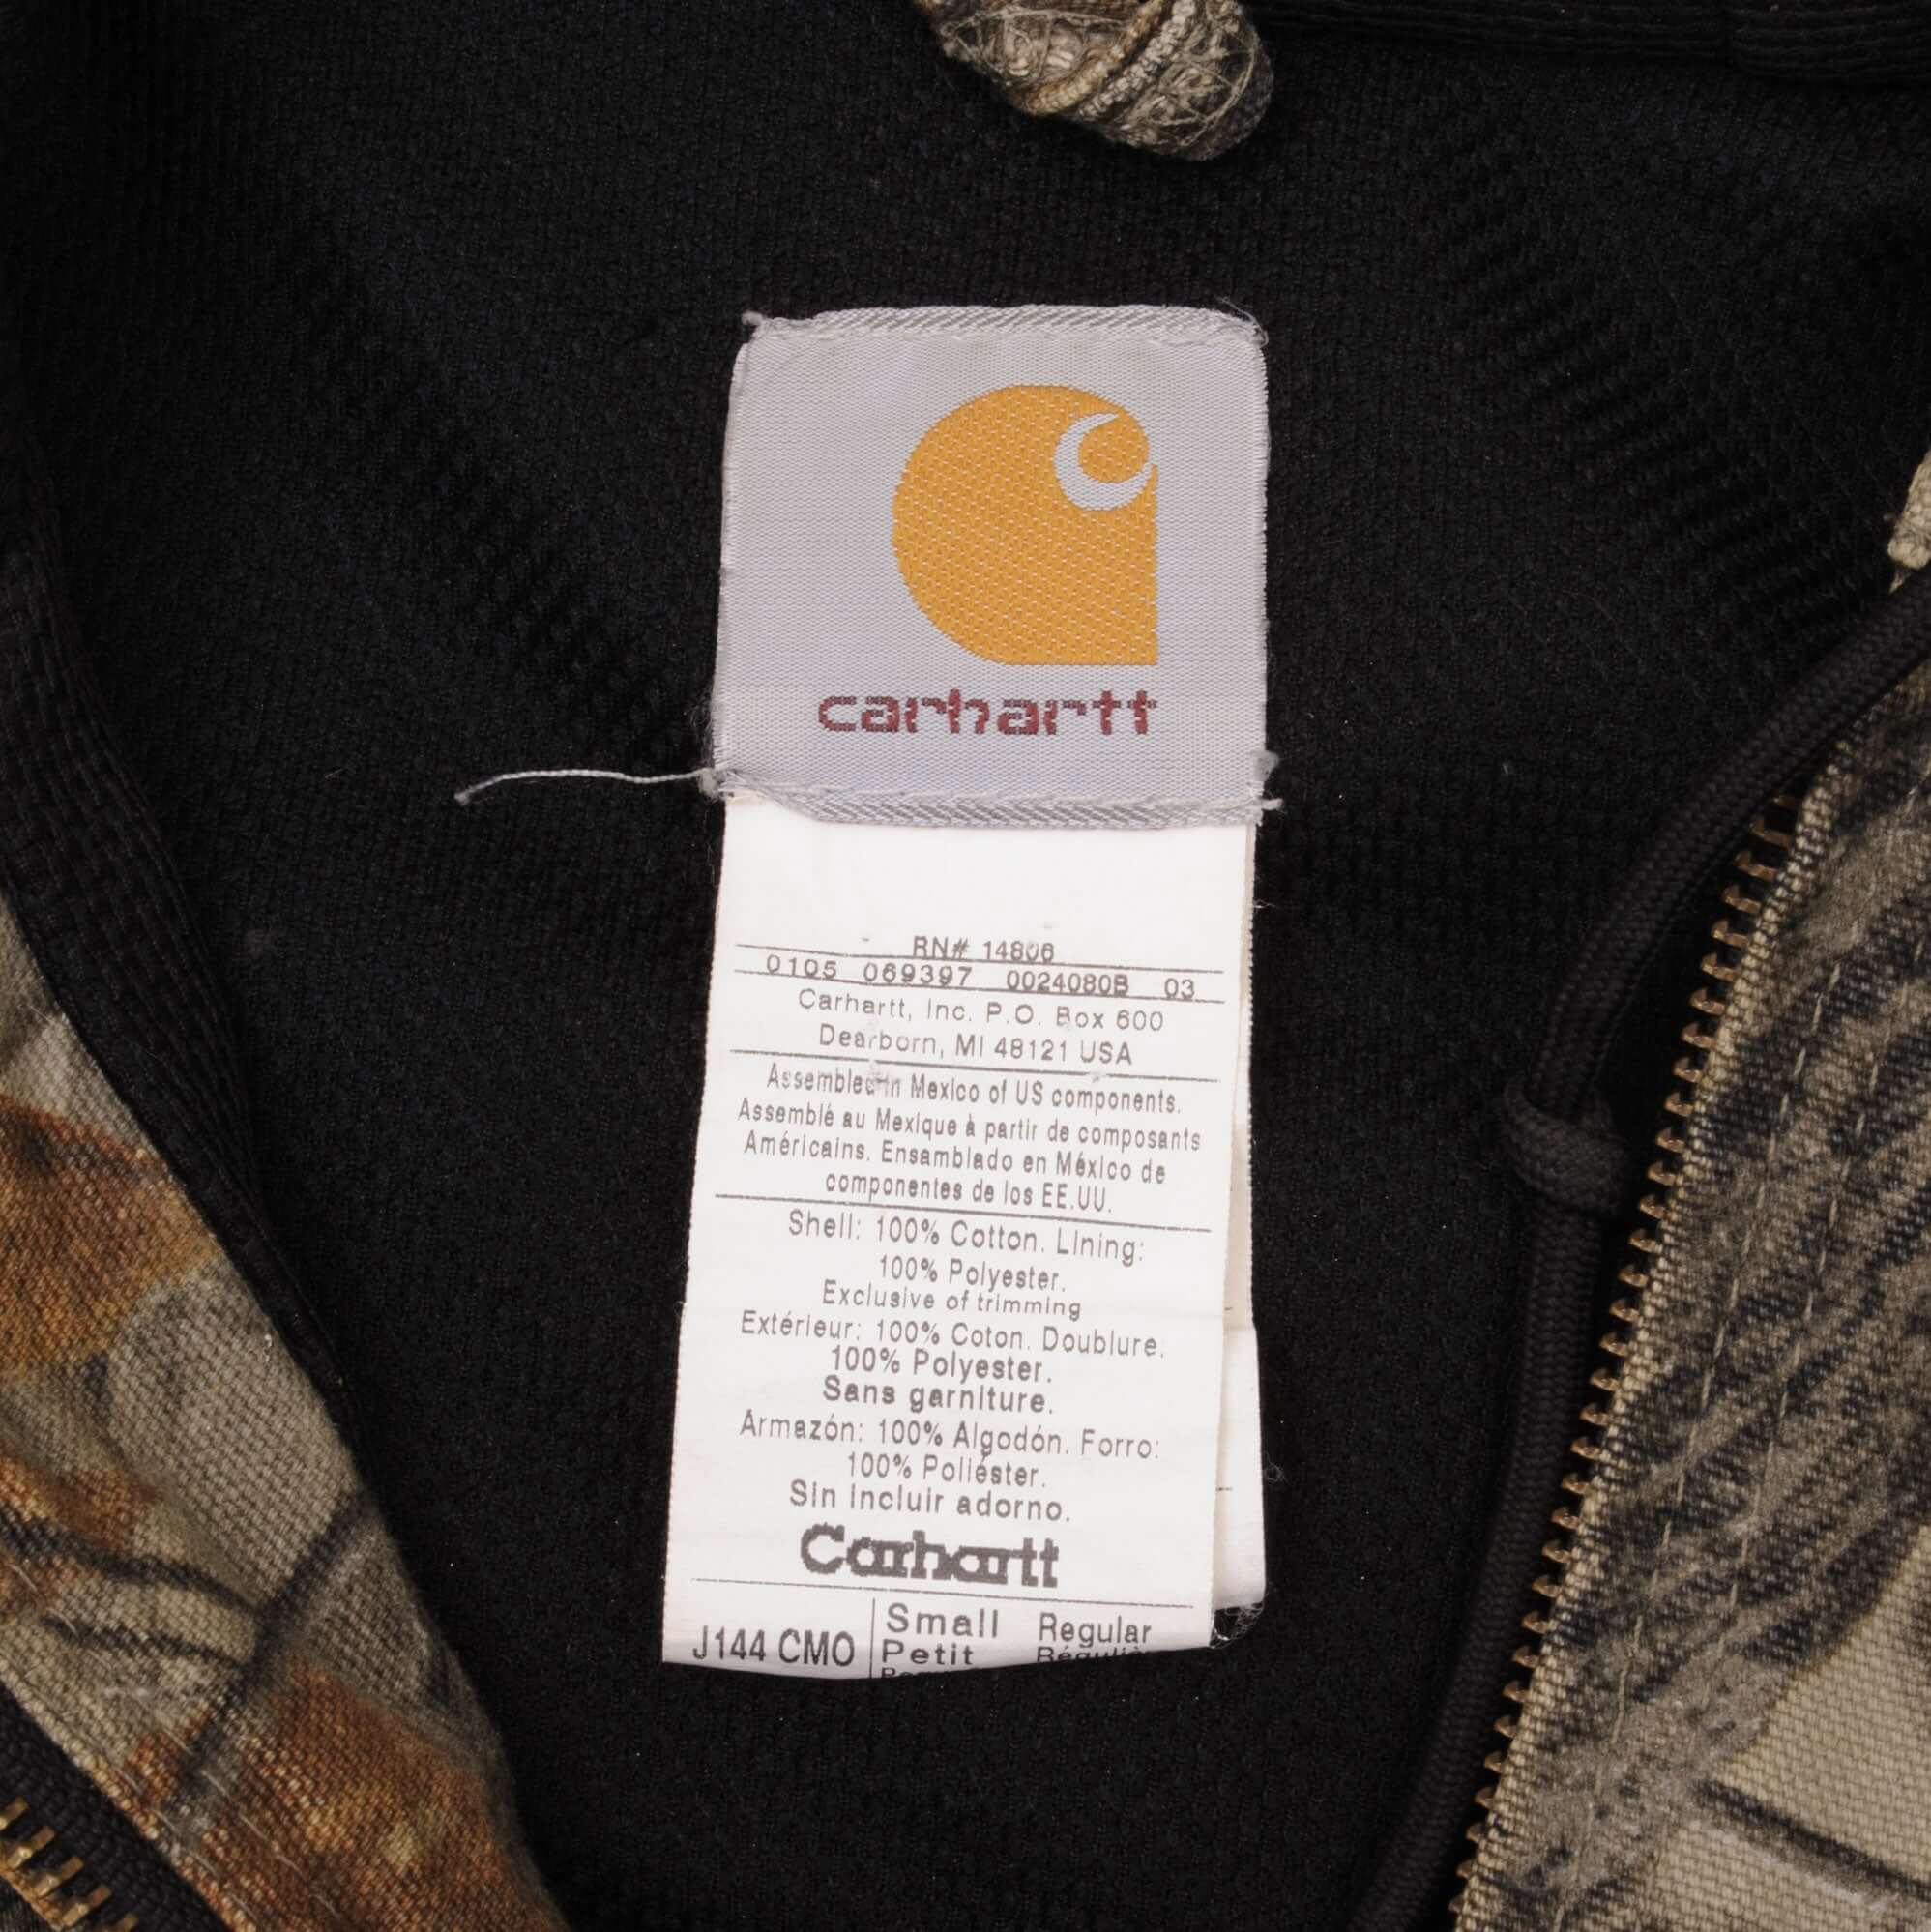 carhartt
RN# 14806
0105 069397 0024080B 03
Carhartt, Inc. P.O. Box 600
Dearborn, MI 48121 USA
Assembled in Mexico of US components.
Assemblé au Mexique à partir de composants
Américains. Ensamblado en México de
componentes de los EE.UU.
Shell: 100% Cotton. Lining:
100% Polyester.
Exclusive of trimming
Extérieur: 100% Coton. Doublure:
100% Polyester.
Sans garniture.
Armazón: 100% Algodón. Forro:
100% Poliéster.
Sin incluir adorno.
Carhartt
J144 CMO
Small Regular
Petit